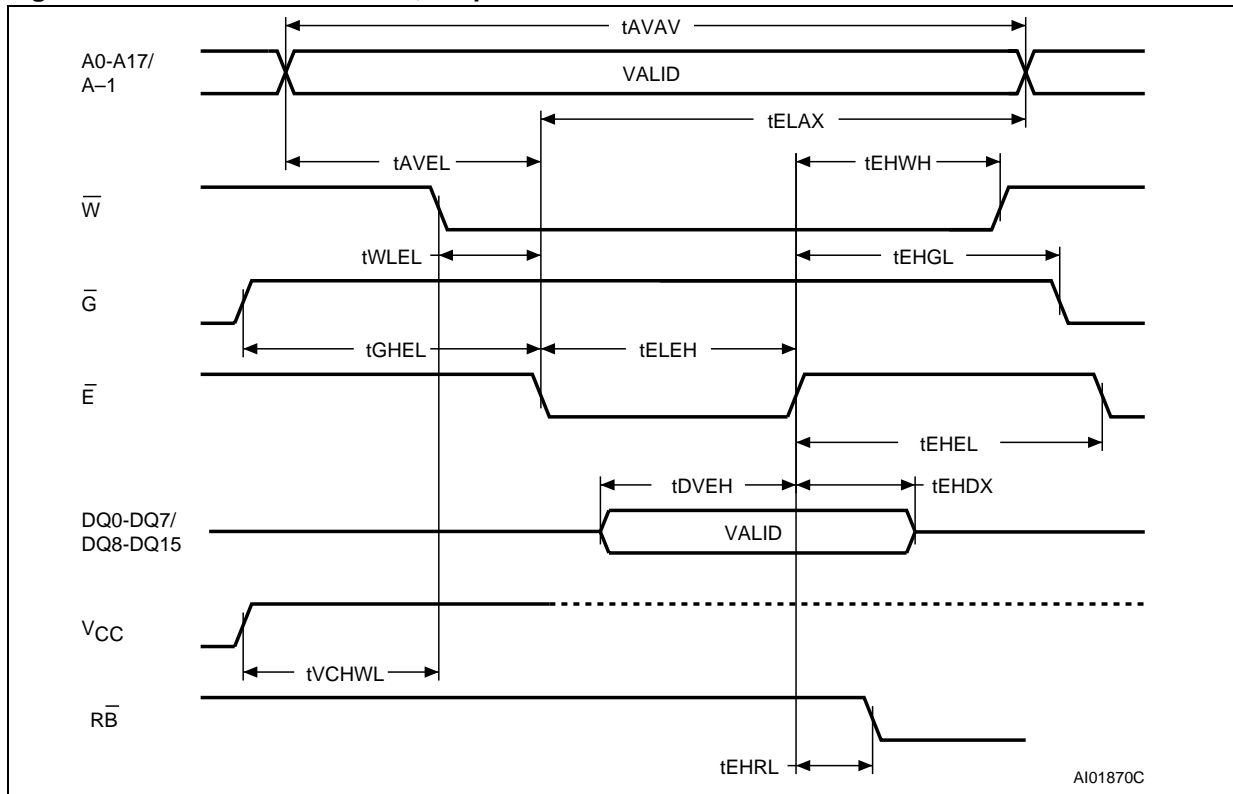 tAVAV
A0-A17/
A–1
VALID
tELAX
tAVEL
tEHWH
W̅
tWLEL
tEHGL
G̅
tGHEL
tELEH
E̅
tEHEL
tDVEH
tEHDX
DQ0-DQ7/
DQ8-DQ15
VALID
VCC
tVCHWL
RB̅
tEHRL
AI01870C